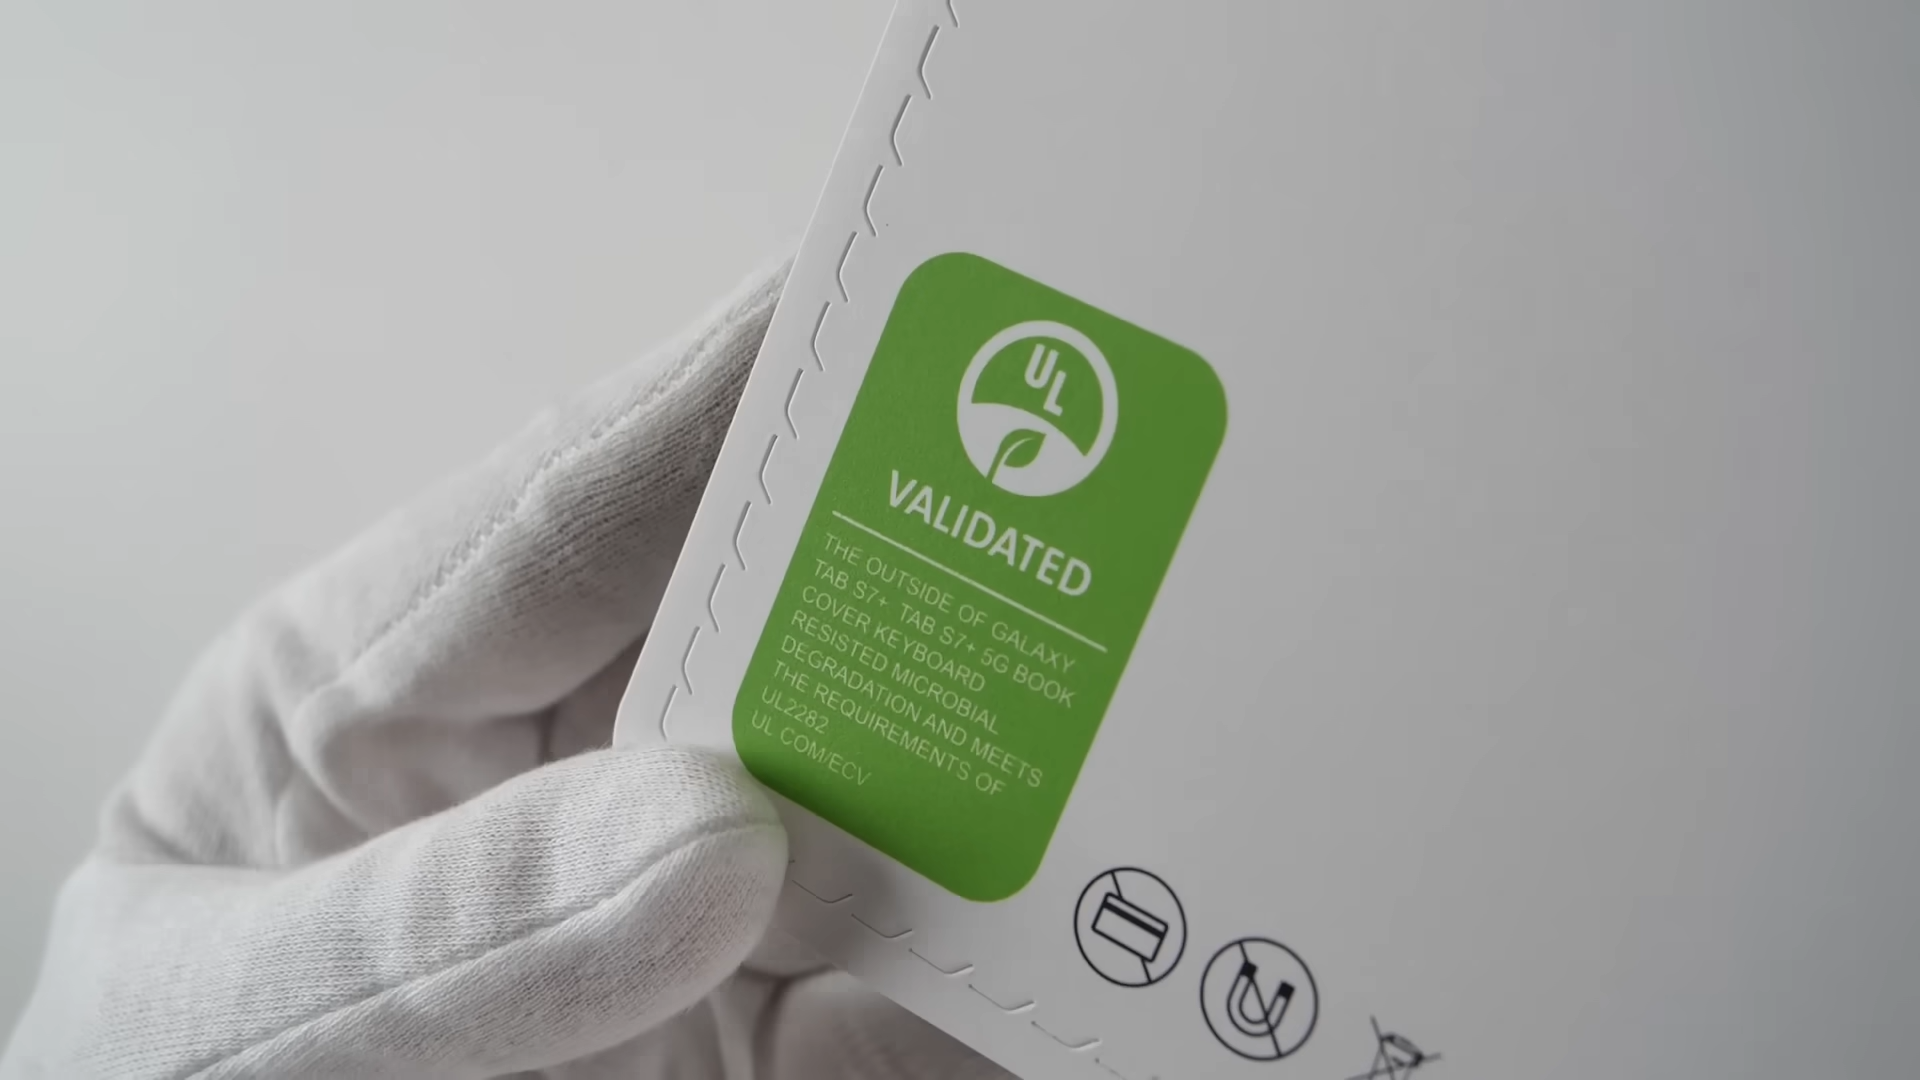 UL
VALIDATED
THE OUTSIDE OF GALAXY
TAB S7+ TAB S7+ 5G BOOK
COVER KEYBOARD
RESISTED MICROBIAL
DEGRADATION AND MEETS
THE REQUIREMENTS OF
UL2282
UL COM/ECV